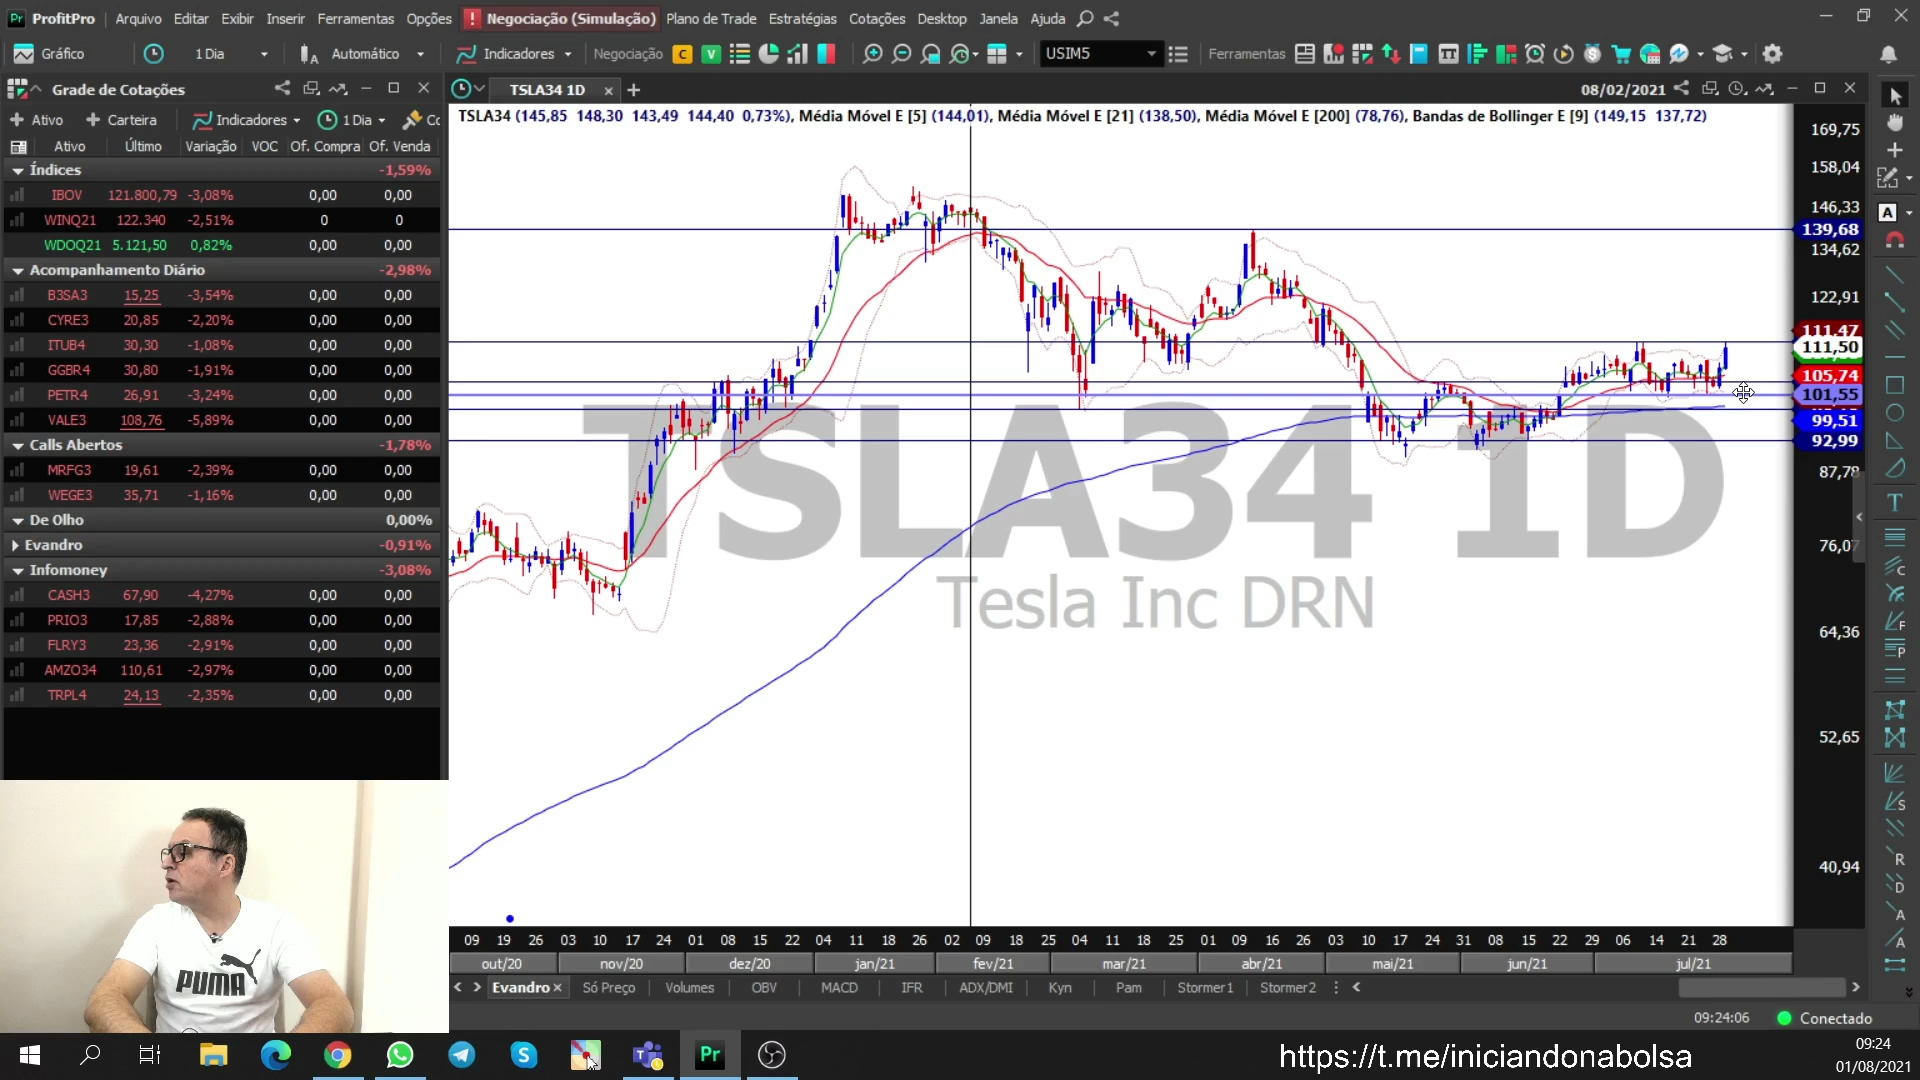 ProfitPro Arquivo Editar Exibir Inserir Ferramentas Opções Negociação (Simulação) Plano de Trade Estratégias Cotações Desktop Janela Ajuda
Gráfico 1 Dia Automático Indicadores Negociação C V USIM5 Ferramentas
Grade de Cotações
TSLA34 1D
08/02/2021
Ativo Carteira Indicadores 1 Dia
TSLA34 (145,85 148,30 143,49 144,40 0,73%), Média Móvel E [5] (144,01), Média Móvel E [21] (138,50), Média Móvel E [200] (78,76), Bandas de Bollinger E [9] (149,15 137,72)
Ativo Último Variação VOC Of. Compra Of. Venda
Índices -1,59%
IBOV 121.800,79 -3,08% 0,00 0,00
WINQ21 122.340 -2,51% 0 0
WDOQ21 5.121,50 0,82% 0,00 0,00
Acompanhamento Diário -2,98%
B3SA3 15,25 -3,54% 0,00 0,00
CYRE3 20,85 -2,20% 0,00 0,00
ITUB4 30,30 -1,08% 0,00 0,00
GGBR4 30,80 -1,91% 0,00 0,00
PETR4 26,91 -3,24% 0,00 0,00
VALE3 108,76 -5,89% 0,00 0,00
Calls Abertos -1,78%
MRFG3 19,61 -2,39% 0,00 0,00
WEGE3 35,71 -1,16% 0,00 0,00
De Olho 0,00%
Evandro -0,91%
Infomoney -3,08%
CASH3 67,90 -4,27% 0,00 0,00
PRIO3 17,85 -2,88% 0,00 0,00
FLRY3 23,36 -2,91% 0,00 0,00
AMZO34 110,61 -2,97% 0,00 0,00
TRPL4 24,13 -2,35% 0,00 0,00
169,75
158,04
146,33
139,68
134,62
122,91
111,47
111,50
105,74
101,55
99,51
92,99
87,78
76,07
64,36
52,65
40,94
TSLA34 1D
Tesla Inc DRN
09 19 26 03 10 17 24 01 08 15 22 04 11 18 26 02 09 18 25 04 11 18 25 01 09 16 26 03 10 17 24 31 08 15 22 29 06 14 21 28
out/20 nov/20 dez/20 jan/21 fev/21 mar/21 abr/21 mai/21 jun/21 jul/21
Evandro Só Preço Volumes OBV MACD IFR ADX/DMI Kyn Pam Stormer1 Stormer2
09:24:06 Conectado
PUMA
https://t.me/iniciandonabolsa
09:24
01/08/2021